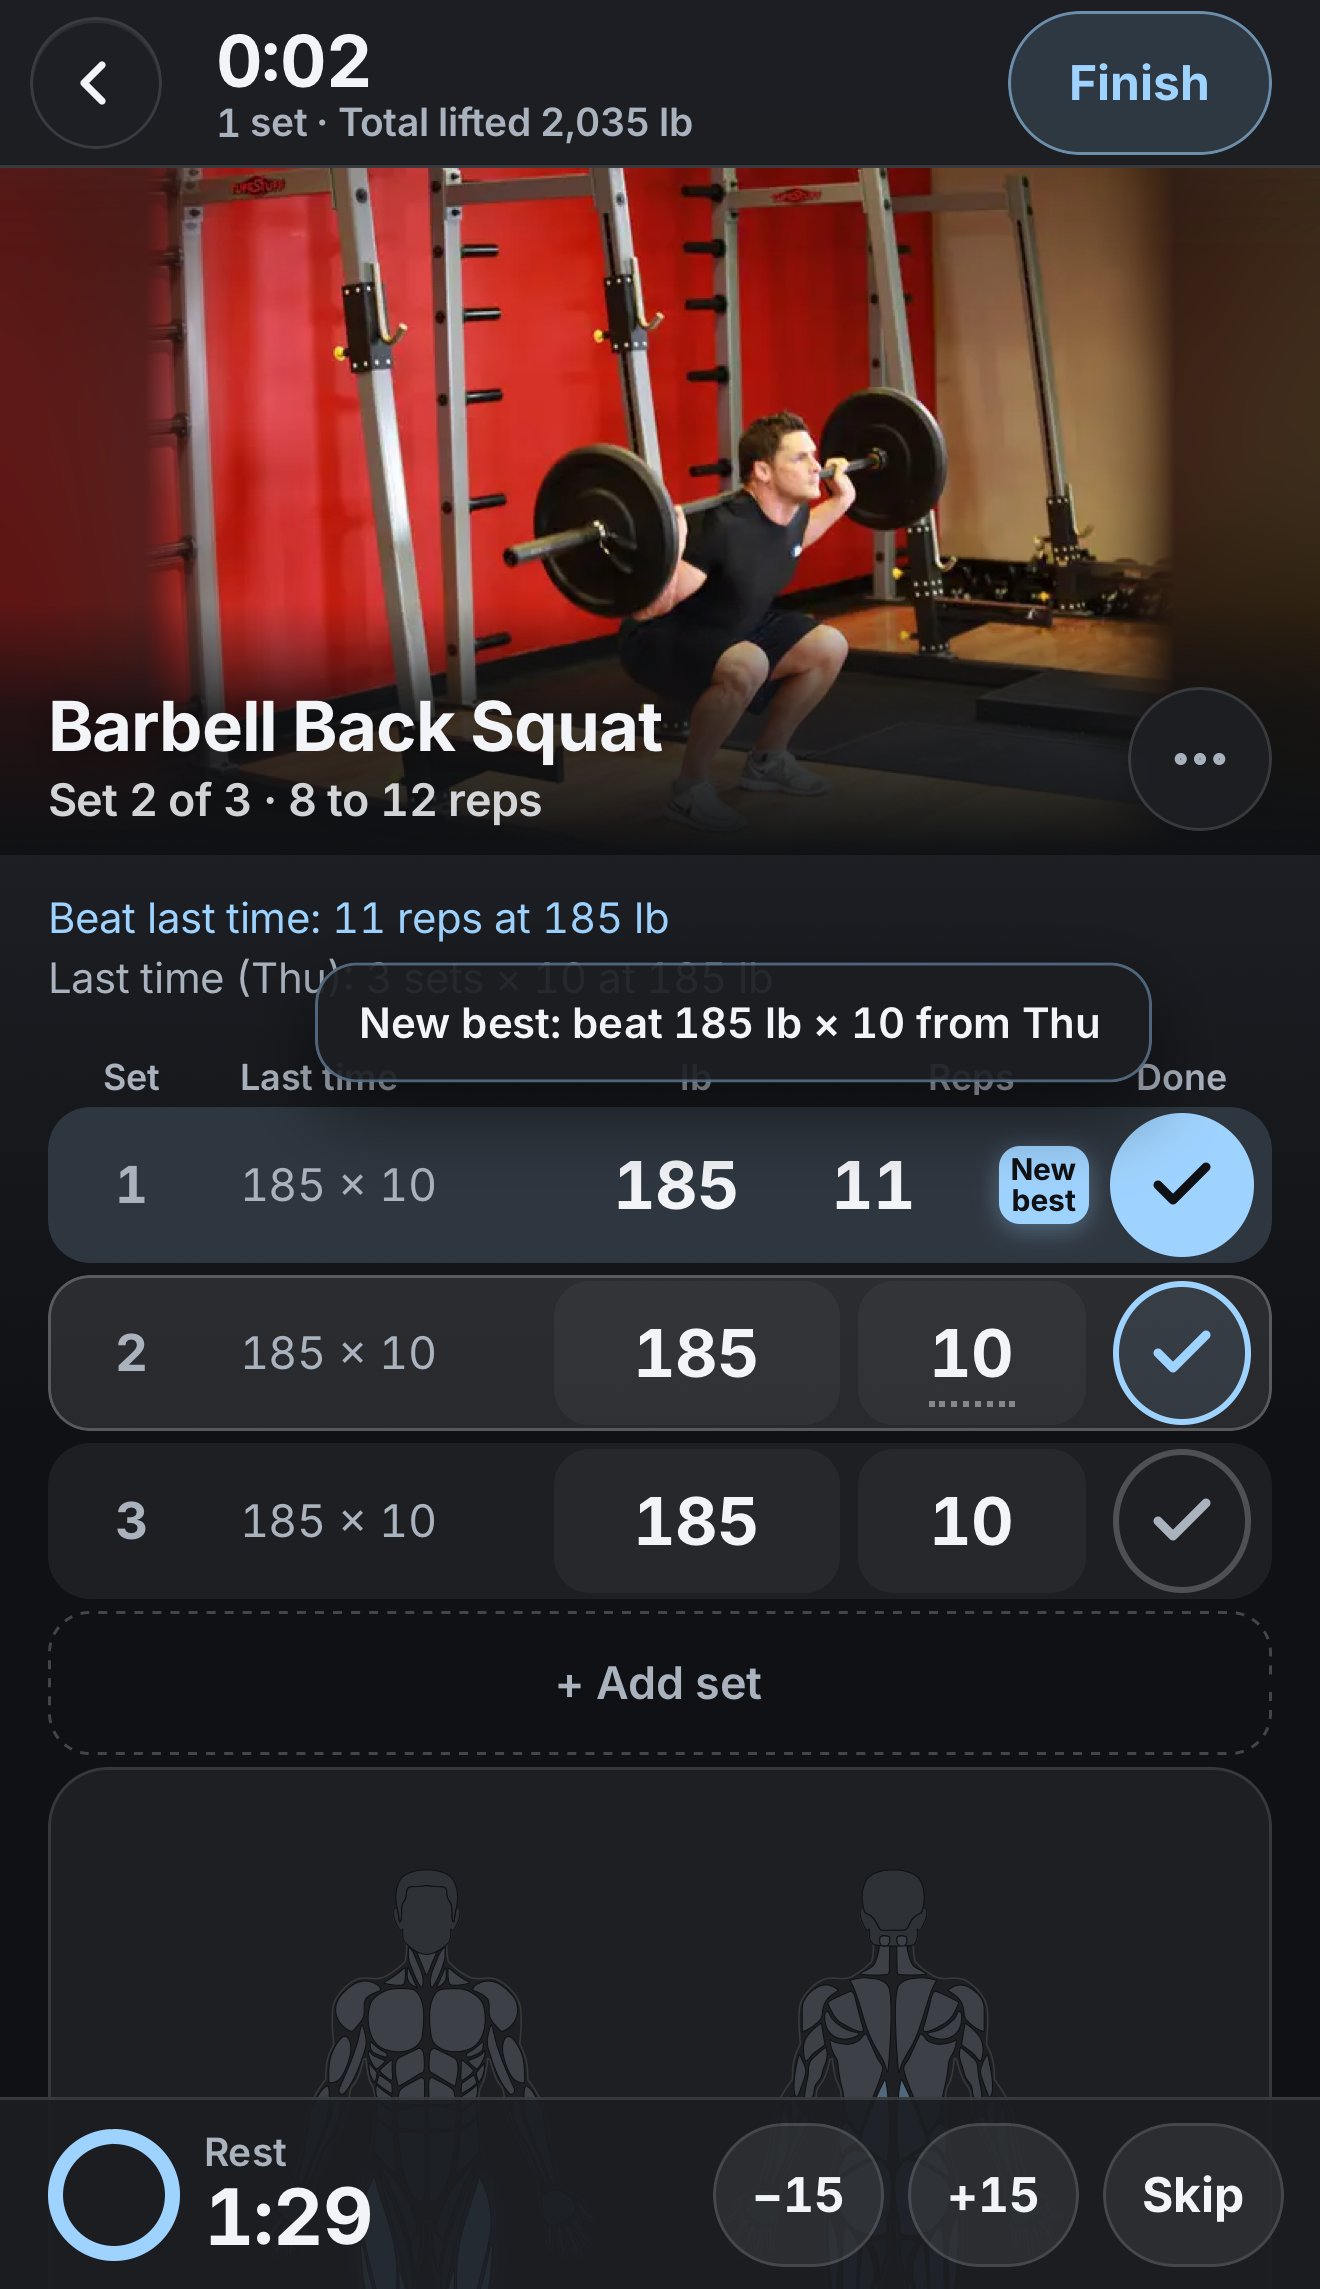 0:02
1 set · Total lifted 2,035 lb
Finish
Barbell Back Squat
Set 2 of 3 · 8 to 12 reps
Beat last time: 11 reps at 185 lb
Last time (Thu): 3 sets × 10 at 185 lb
New best: beat 185 lb × 10 from Thu
Set Last time lb Reps Done
1 185 × 10 185 11 New best
2 185 × 10 185 10
3 185 × 10 185 10
+ Add set
Rest
1:29
−15 +15 Skip